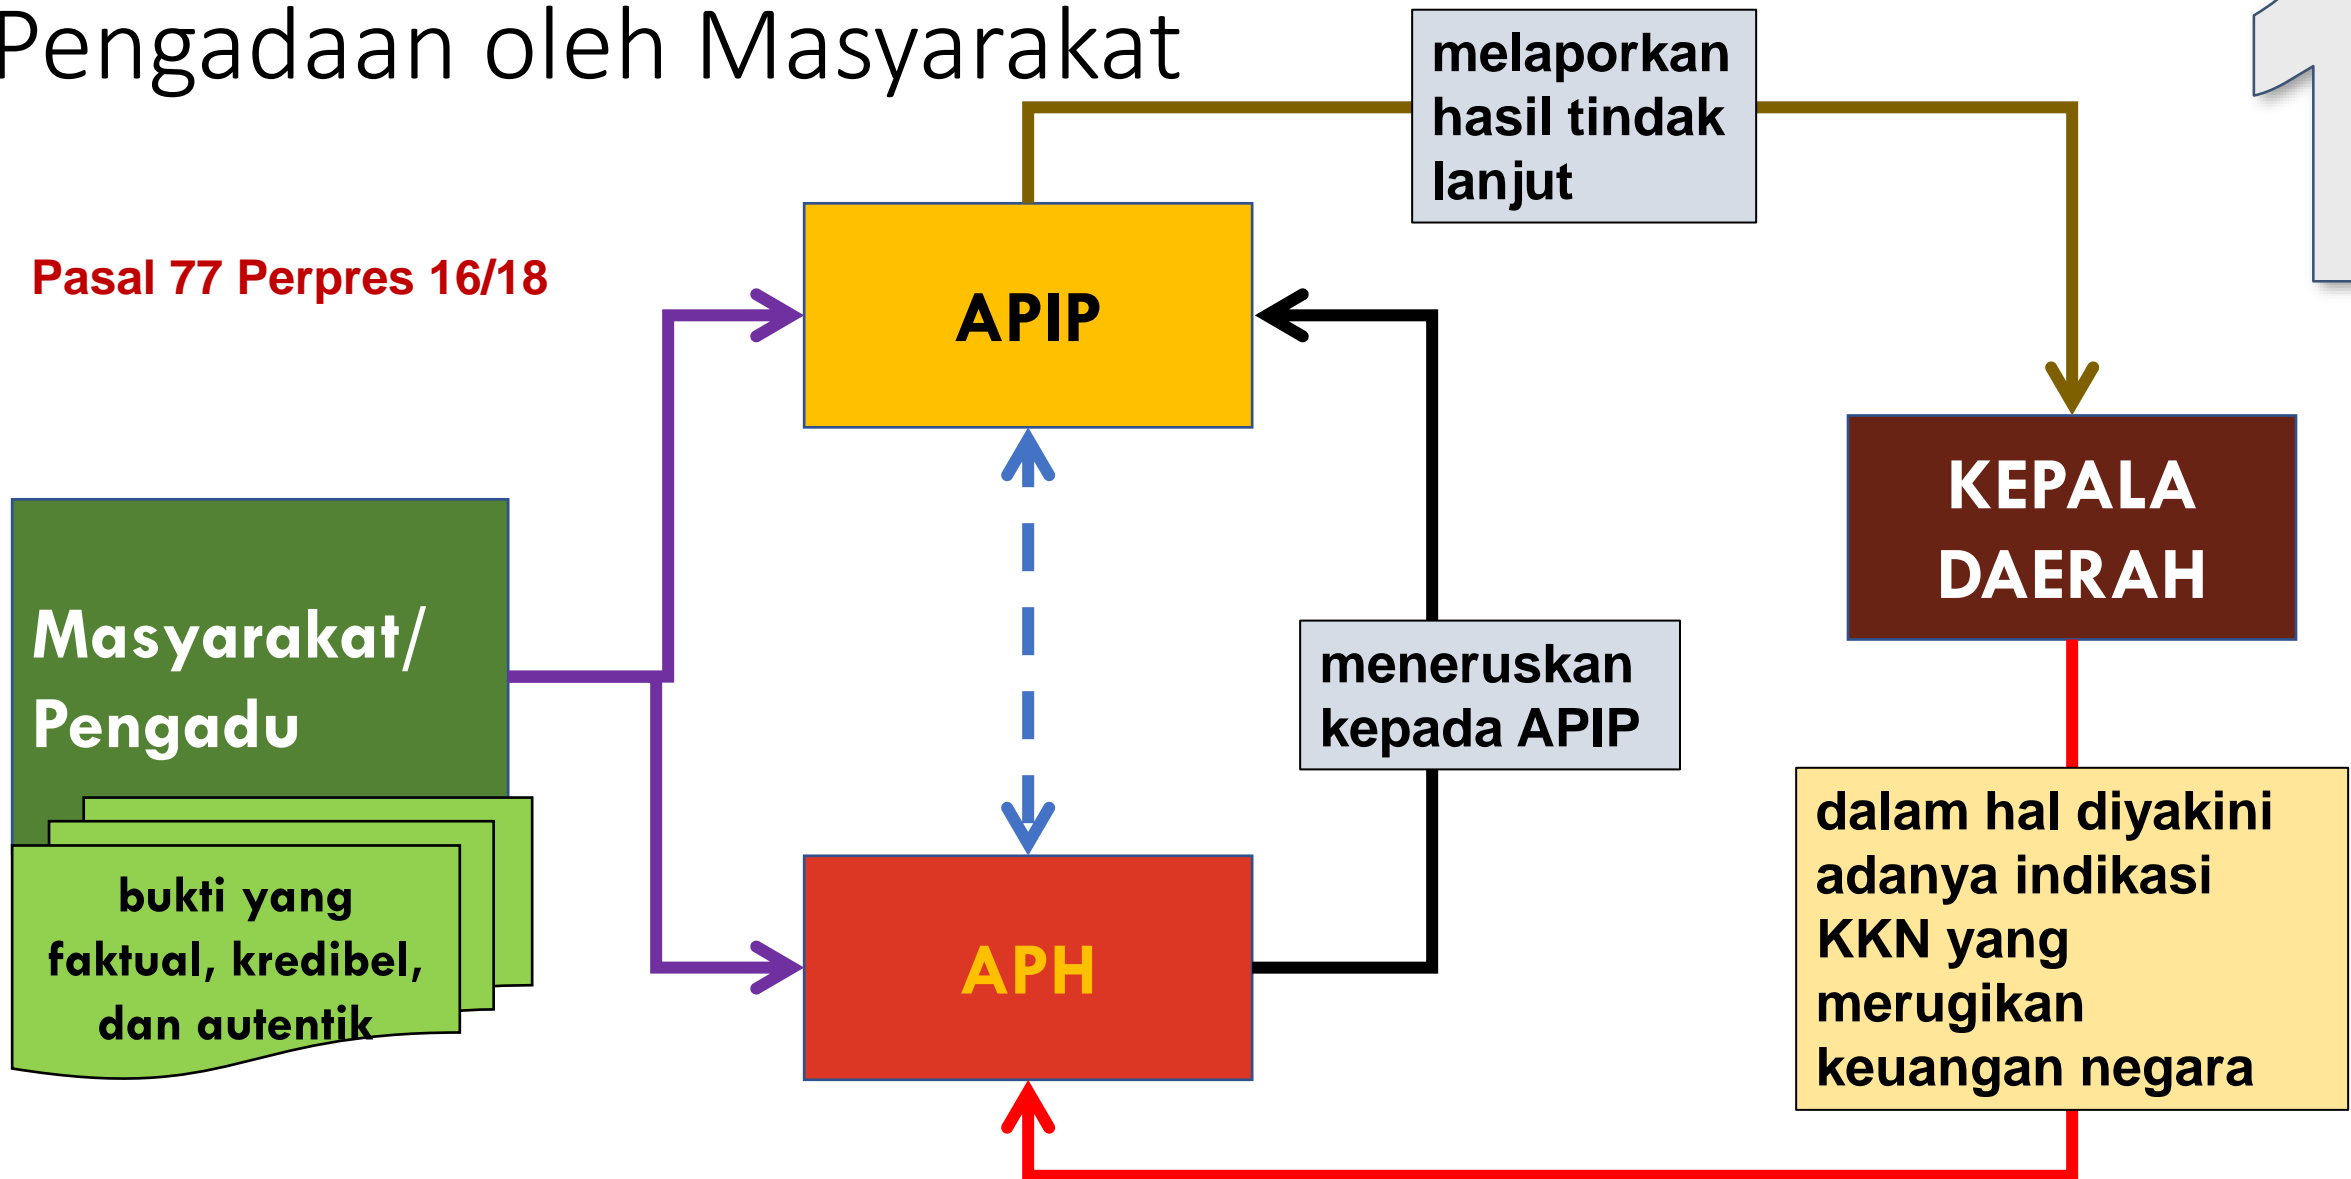 Pengadaan oleh Masyarakat
1
melaporkan
hasil tindak
lanjut
Pasal 77 Perpres 16/18
APIP
KEPALA
DAERAH
Masyarakat/
Pengadu
meneruskan
kepada APIP
bukti yang
faktual, kredibel,
dan autentik
APH
dalam hal diyakini
adanya indikasi
KKN yang
merugikan
keuangan negara